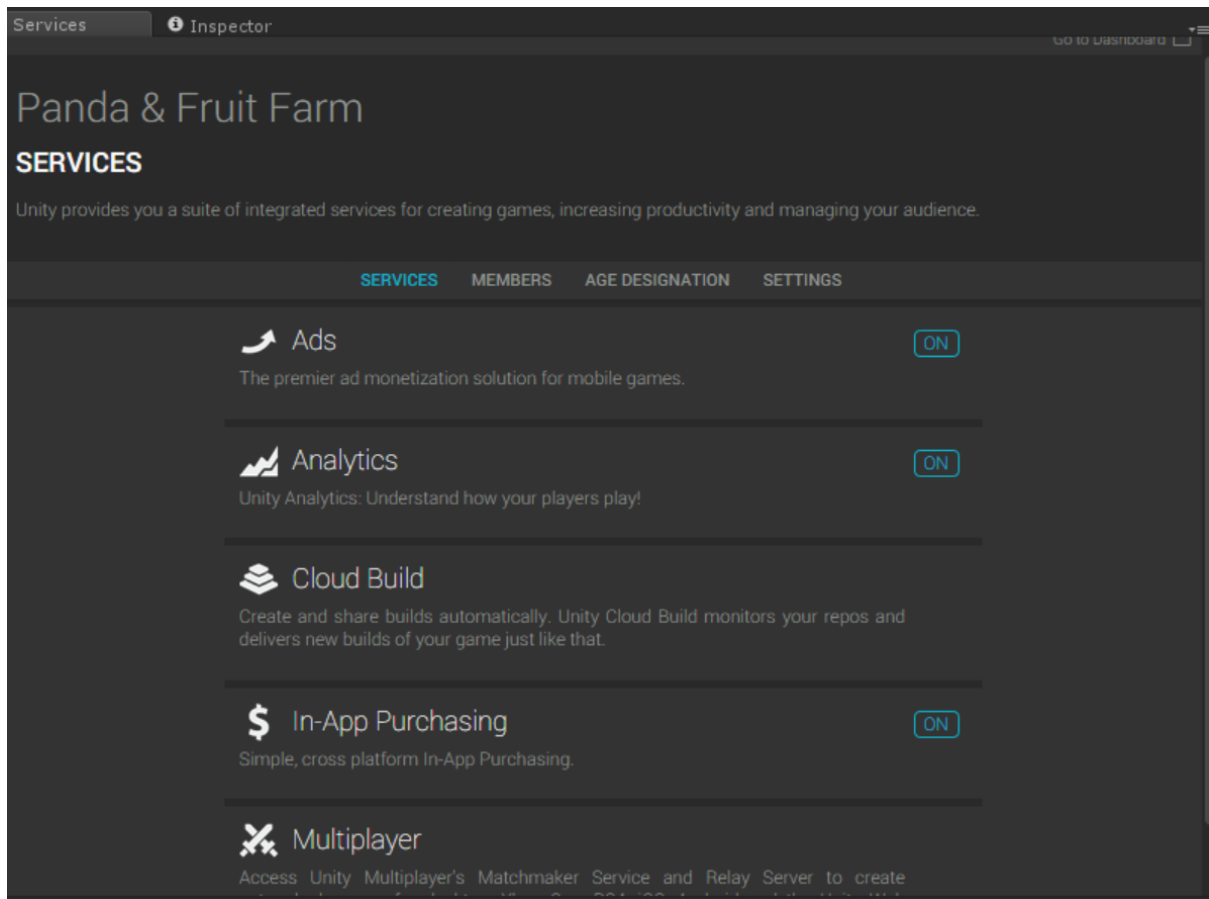 Services
Inspector
Go to Dashboard
Panda & Fruit Farm
SERVICES
Unity provides you a suite of integrated services for creating games, increasing productivity and managing your audience.
SERVICES MEMBERS AGE DESIGNATION SETTINGS
Ads
ON
The premier ad monetization solution for mobile games.
Analytics
ON
Unity Analytics: Understand how your players play!
Cloud Build
Create and share builds automatically. Unity Cloud Build monitors your repos and
delivers new builds of your game just like that.
In-App Purchasing
ON
Simple, cross platform In-App Purchasing.
Multiplayer
Access Unity Multiplayer's Matchmaker Service and Relay Server to create